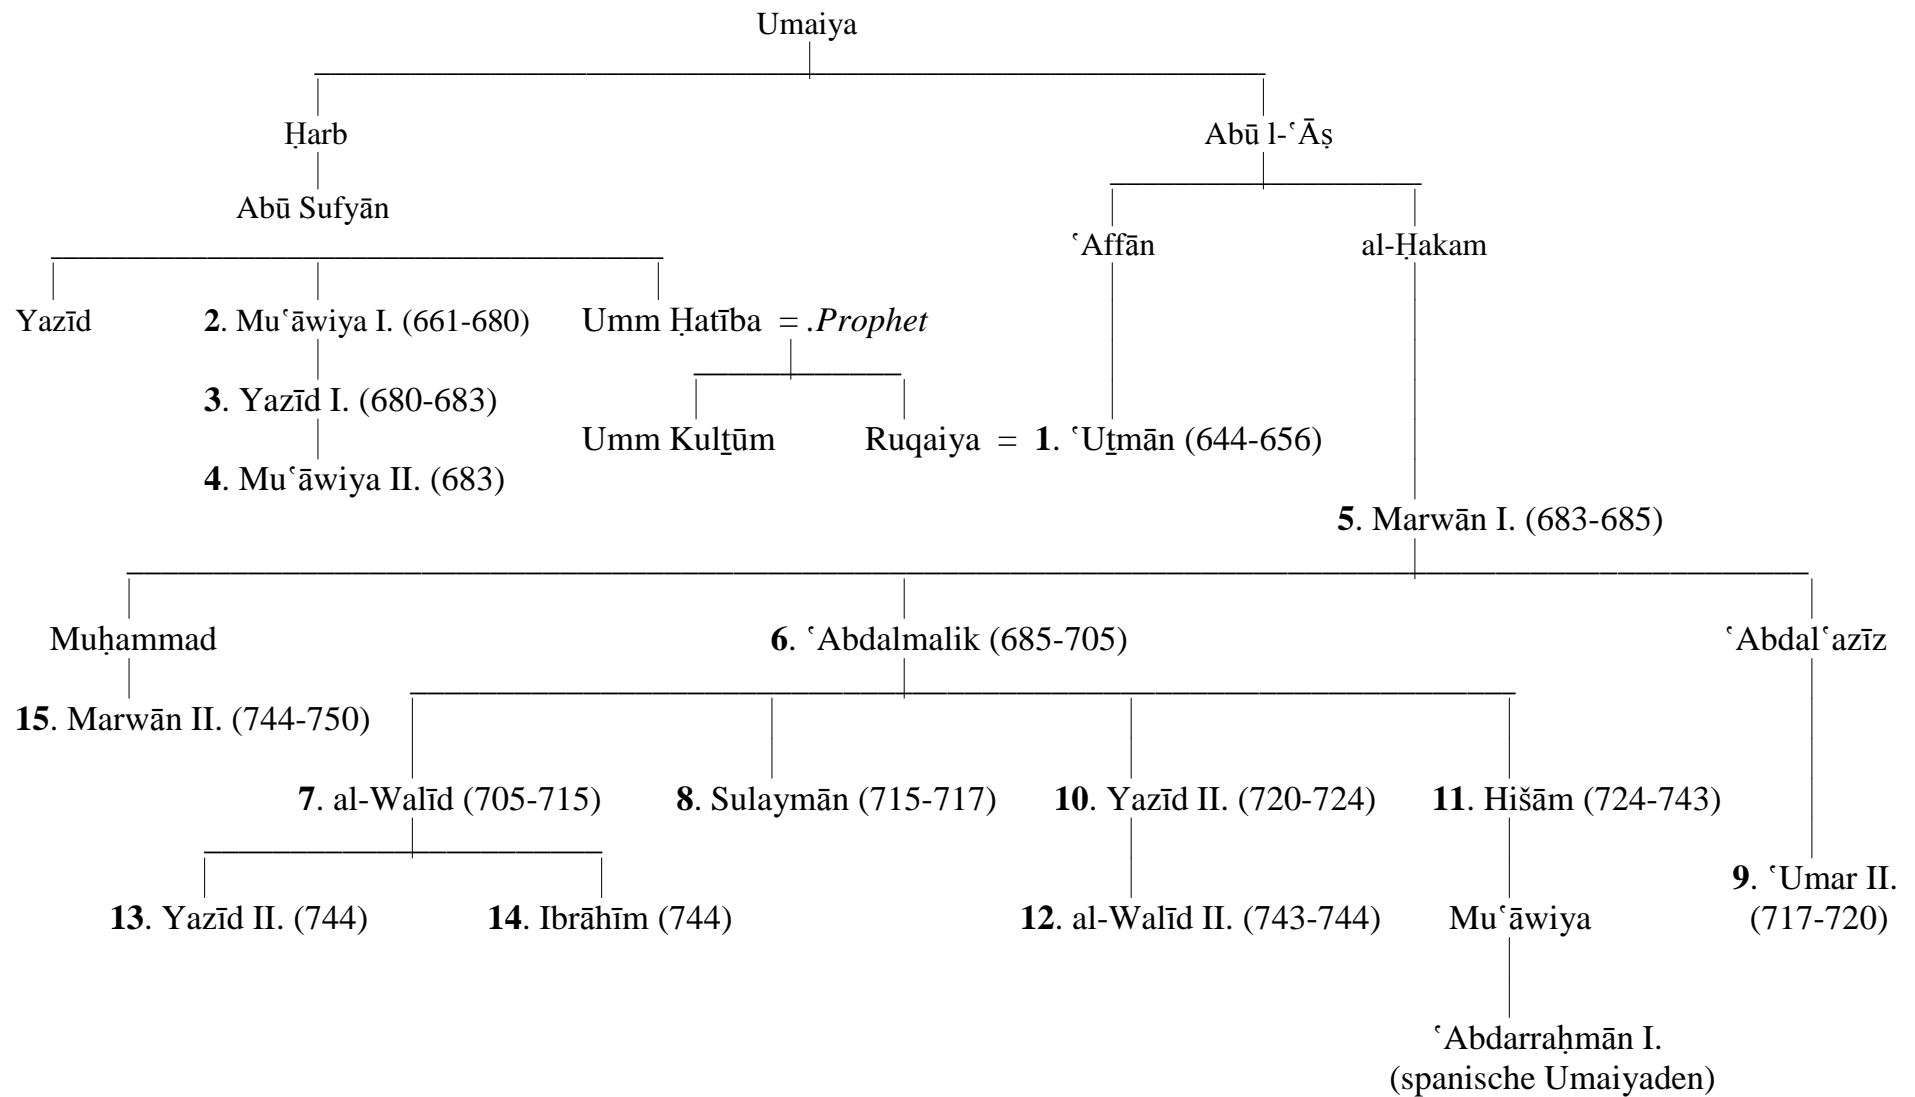 Umaiya
Ḥarb
Abū l-ʿĀṣ
Abū Sufyān
ʿAffān
al-Ḥakam
Yazīd
2. Muʿāwiya I. (661-680)
Umm Ḥatība = .Prophet
3. Yazīd I. (680-683)
Umm Kulṯūm
Ruqaiya = 1. ʿUṯmān (644-656)
4. Muʿāwiya II. (683)
5. Marwān I. (683-685)
Muḥammad
6. ʿAbdalmalik (685-705)
ʿAbdalʿazīz
15. Marwān II. (744-750)
7. al-Walīd (705-715)
8. Sulaymān (715-717)
10. Yazīd II. (720-724)
11. Hišām (724-743)
9. ʿUmar II.
(717-720)
13. Yazīd II. (744)
14. Ibrāhīm (744)
12. al-Walīd II. (743-744)
Muʿāwiya
ʿAbdarraḥmān I.
(spanische Umaiyaden)